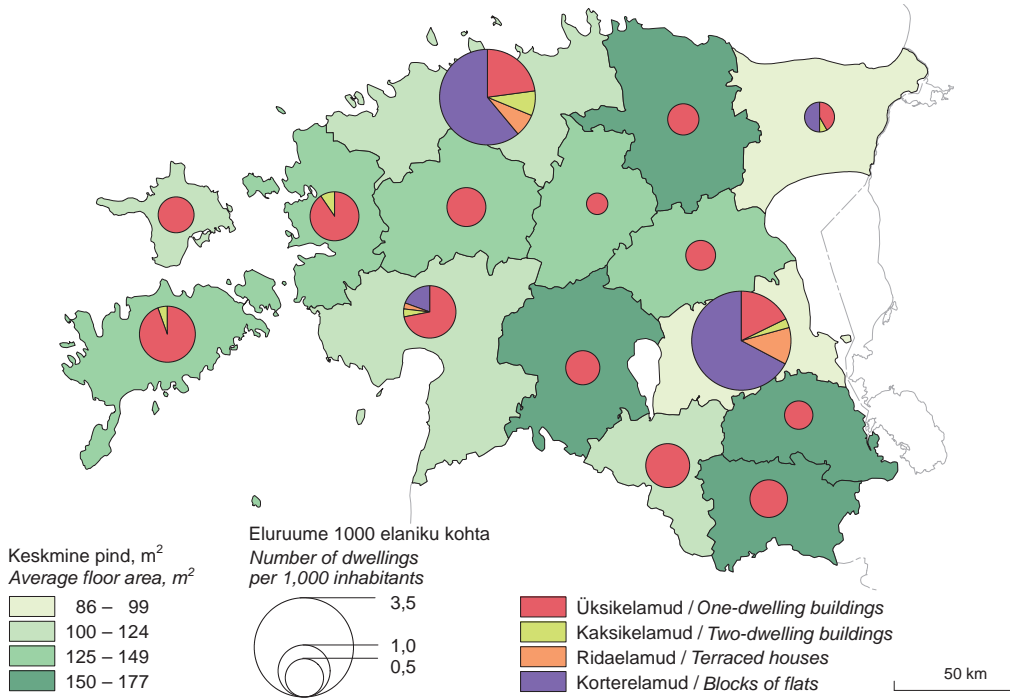 Keskmine pind, m²
Average floor area, m²
86 – 99
100 – 124
125 – 149
150 – 177
Eluruume 1000 elaniku kohta
Number of dwellings
per 1,000 inhabitants
3,5
1,0
0,5
Üksikelamud / One-dwelling buildings
Kaksikelamud / Two-dwelling buildings
Ridaelamud / Terraced houses
Korterelamud / Blocks of flats
50 km